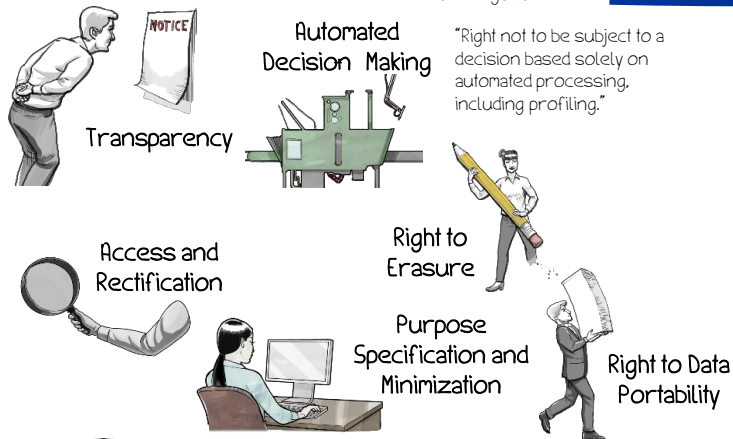 NOTICE
Transparency
Automated
Decision Making
"Right not to be subject to a
decision based solely on
automated processing,
including profiling."
Access and
Rectification
Right to
Erasure
Purpose
Specification and
Minimization
Right to Data
Portability